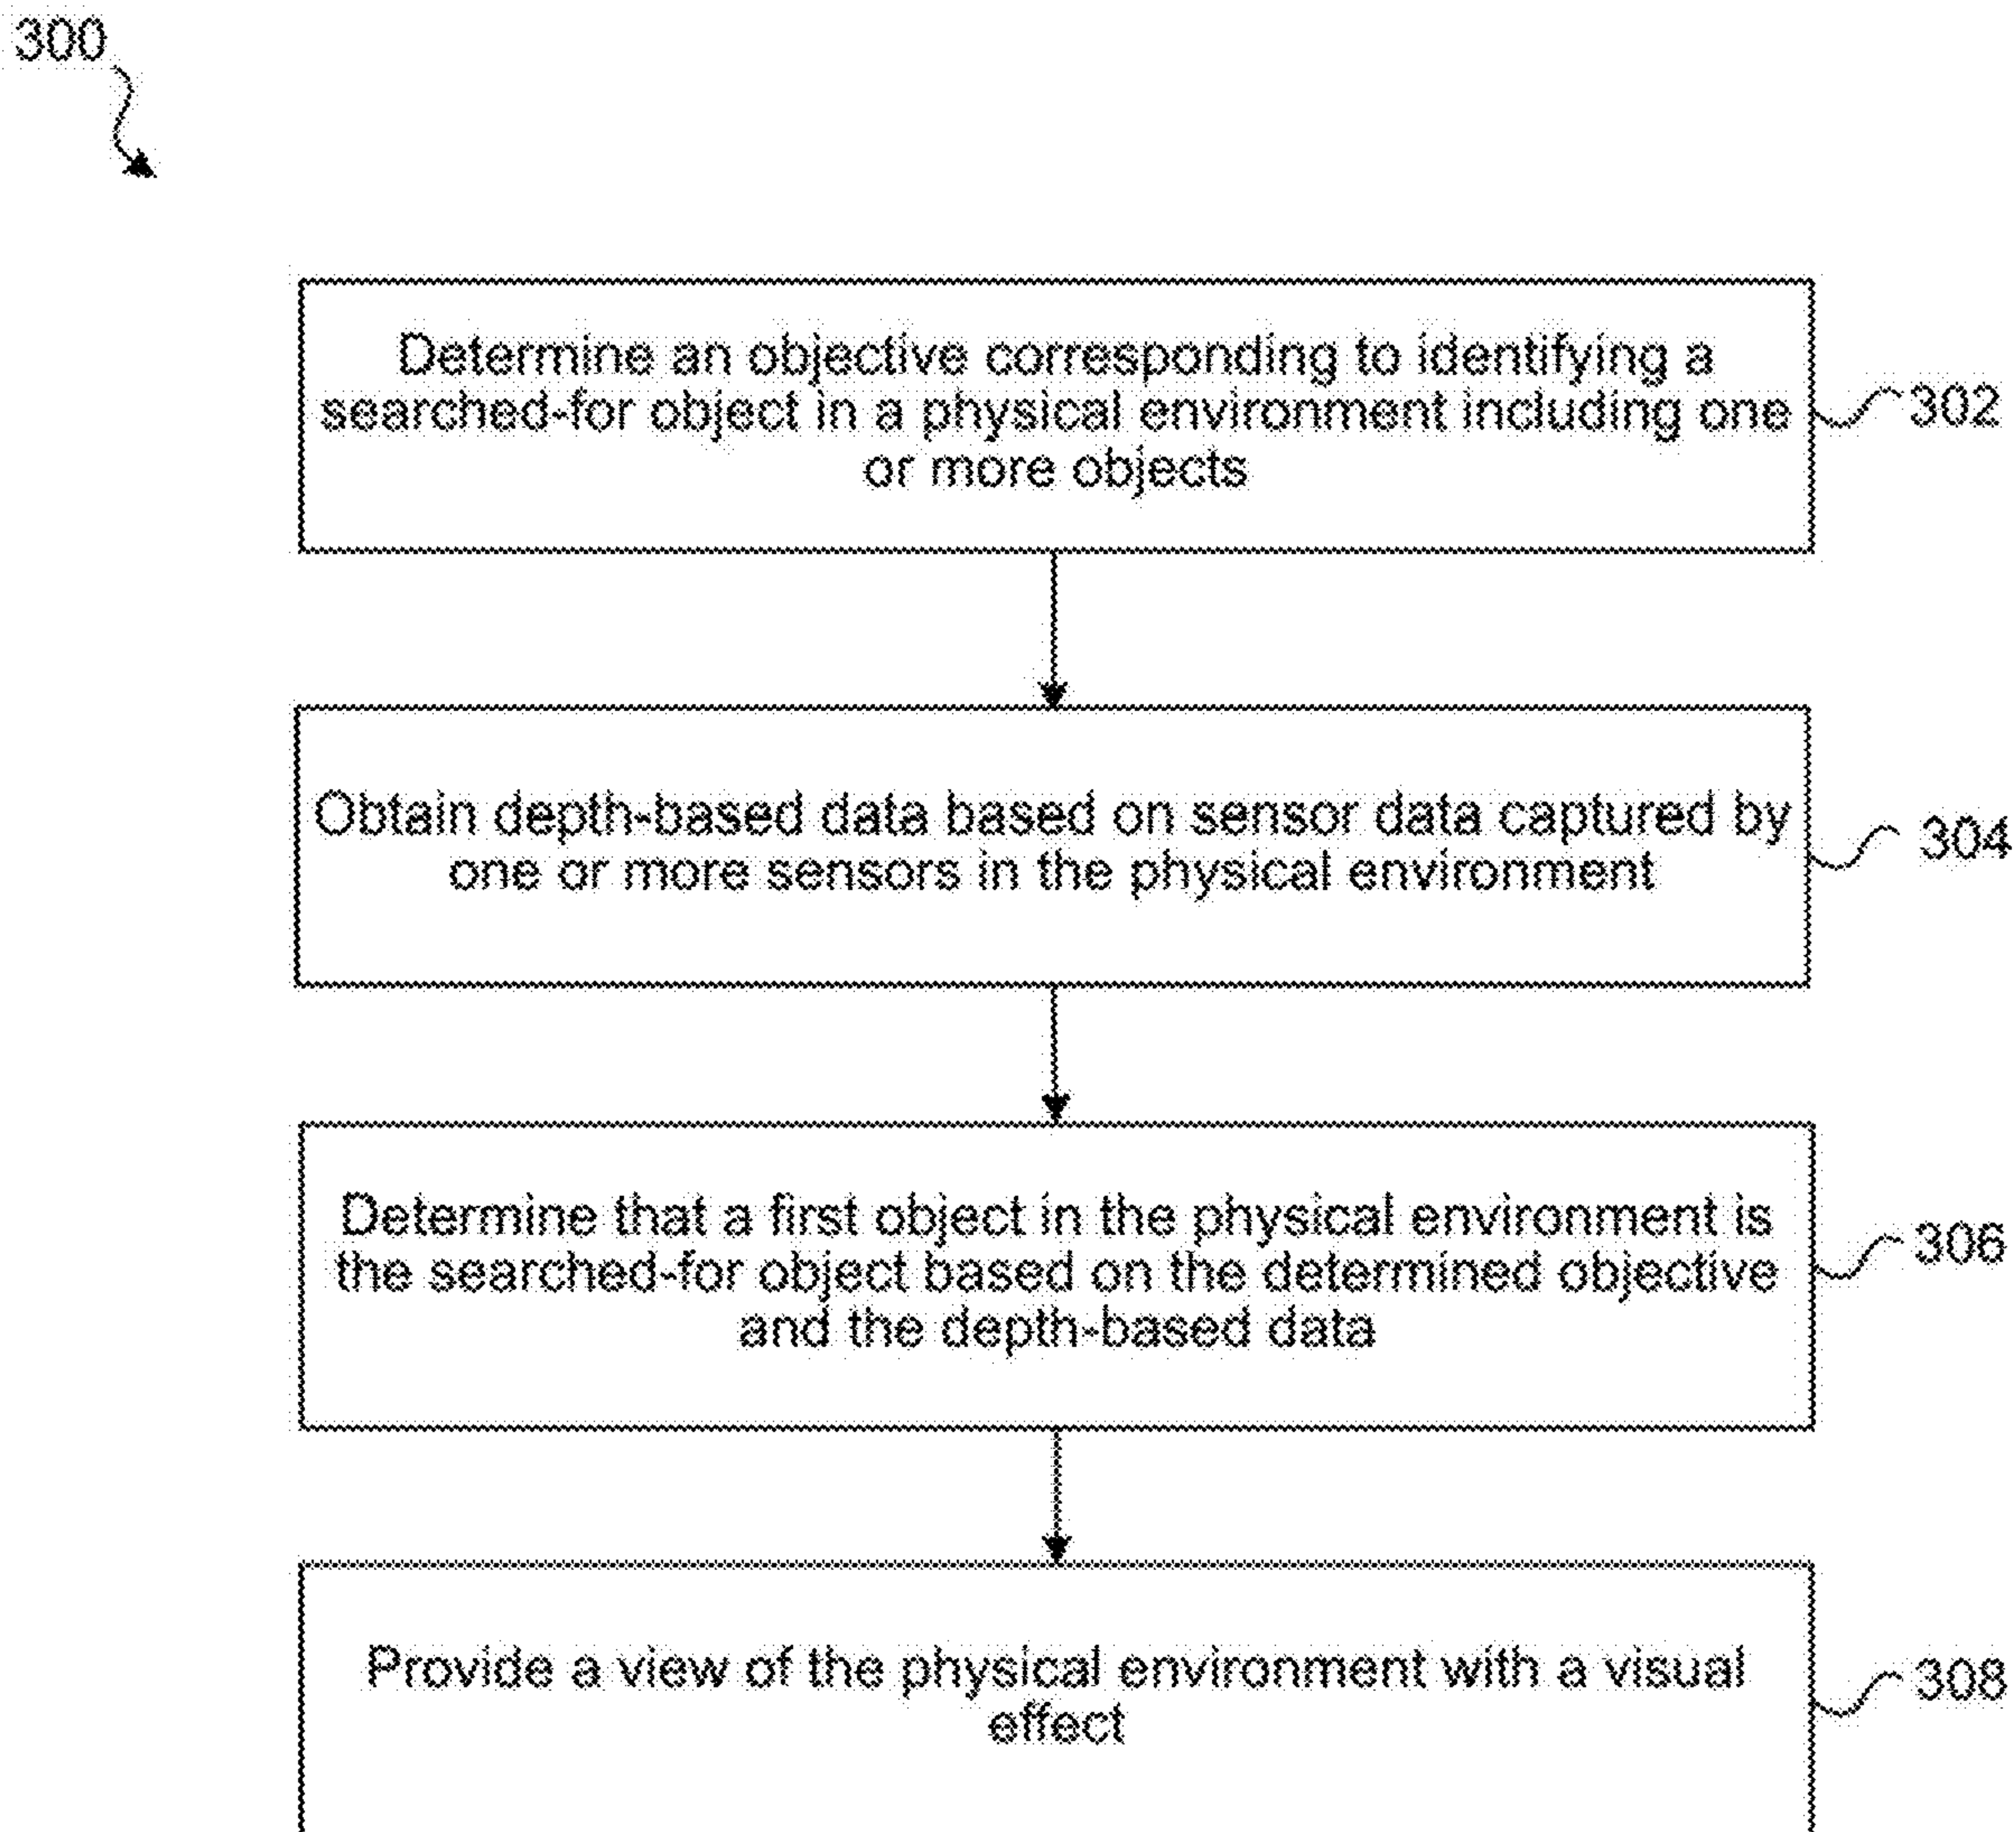 300
Determine an objective corresponding to identifying a
searched-for object in a physical environment including one
or more objects
302
Obtain depth-based data based on sensor data captured by
one or more sensors in the physical environment
304
Determine that a first object in the physical environment is
the searched-for object based on the determined objective
and the depth-based data
306
Provide a view of the physical environment with a visual
effect
308